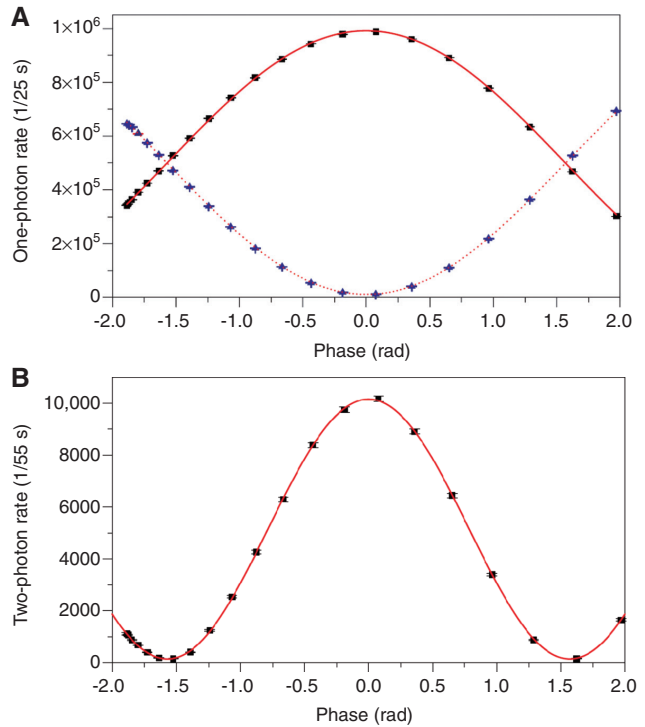 A
One-photon rate (1/25 s)
1×10⁶
8×10⁵
6×10⁵
4×10⁵
2×10⁵
0
-2.0 -1.5 -1.0 -0.5 0.0 0.5 1.0 1.5 2.0
Phase (rad)
B
Two-photon rate (1/55 s)
10,000
8000
6000
4000
2000
0
-2.0 -1.5 -1.0 -0.5 0.0 0.5 1.0 1.5 2.0
Phase (rad)